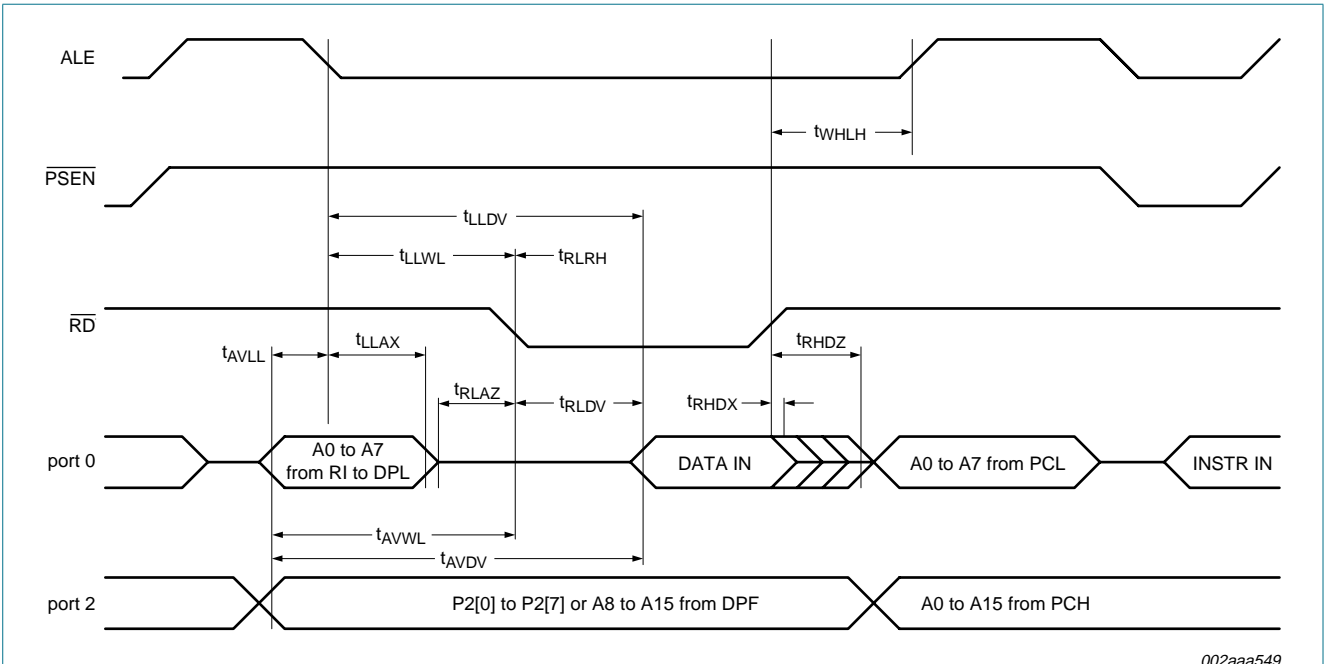 ALE
tWHLH
PSEN
tLLDV
tLLWL
tRLRH
RD
tAVLL
tLLAX
tRHDZ
tRLAZ
tRLDV
tRHDX
port 0
A0 to A7
from RI to DPL
DATA IN
A0 to A7 from PCL
INSTR IN
tAVWL
tAVDV
port 2
P2[0] to P2[7] or A8 to A15 from DPF
A0 to A15 from PCH
002aaa549